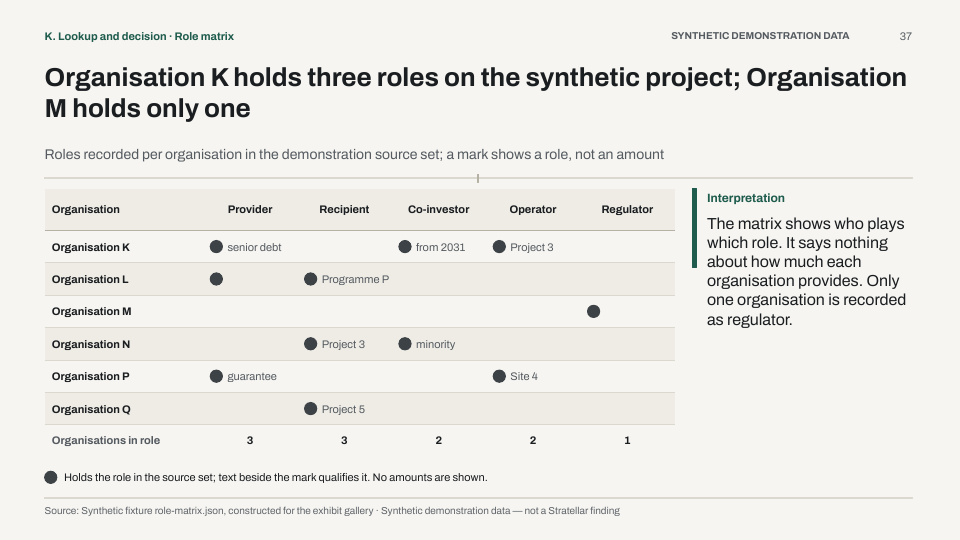 K. Lookup and decision · Role matrix
SYNTHETIC DEMONSTRATION DATA
37
Organisation K holds three roles on the synthetic project; Organisation
M holds only one
Roles recorded per organisation in the demonstration source set; a mark shows a role, not an amount
Organisation Provider Recipient Co-investor Operator Regulator
Organisation K senior debt from 2031 Project 3
Organisation L Programme P
Organisation M
Organisation N Project 3 minority
Organisation P guarantee Site 4
Organisation Q Project 5
Organisations in role 3 3 2 2 1
Holds the role in the source set; text beside the mark qualifies it. No amounts are shown.
Interpretation
The matrix shows who plays
which role. It says nothing
about how much each
organisation provides. Only
one organisation is recorded
as regulator.
Source: Synthetic fixture role-matrix.json, constructed for the exhibit gallery · Synthetic demonstration data — not a Stratellar finding